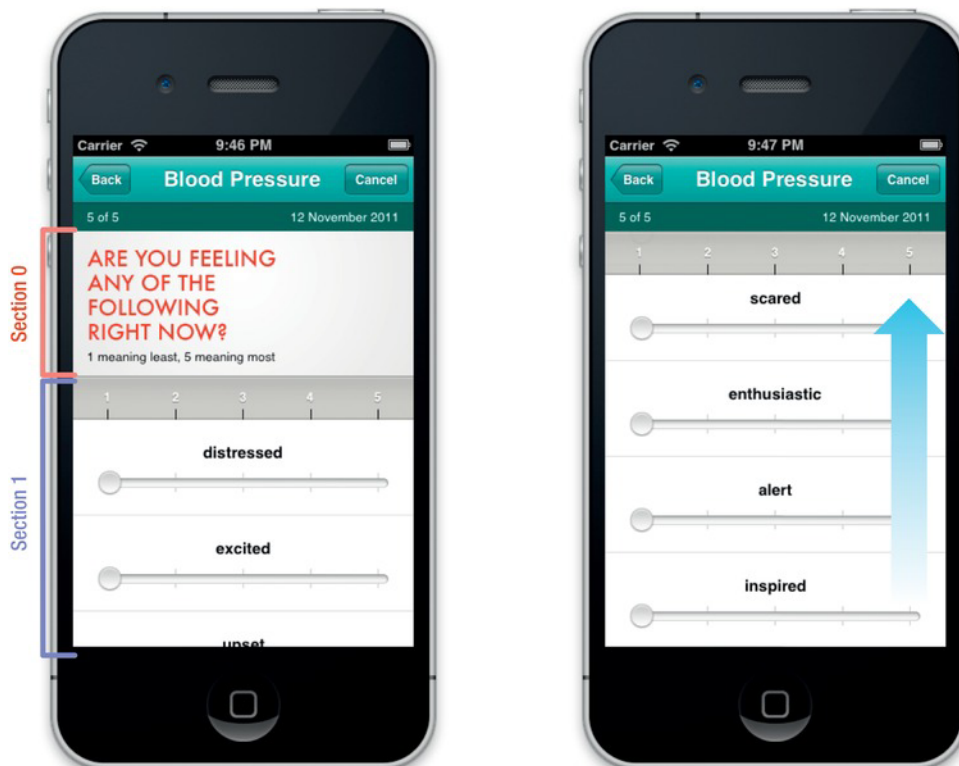 Section 0
Section 1
Carrier 9:46 PM
Back Blood Pressure Cancel
5 of 5 12 November 2011
ARE YOU FEELING
ANY OF THE
FOLLOWING
RIGHT NOW?
1 meaning least, 5 meaning most
1 2 3 4 5
distressed
excited
upset
Carrier 9:47 PM
Back Blood Pressure Cancel
5 of 5 12 November 2011
1 2 3 4 5
scared
enthusiastic
alert
inspired